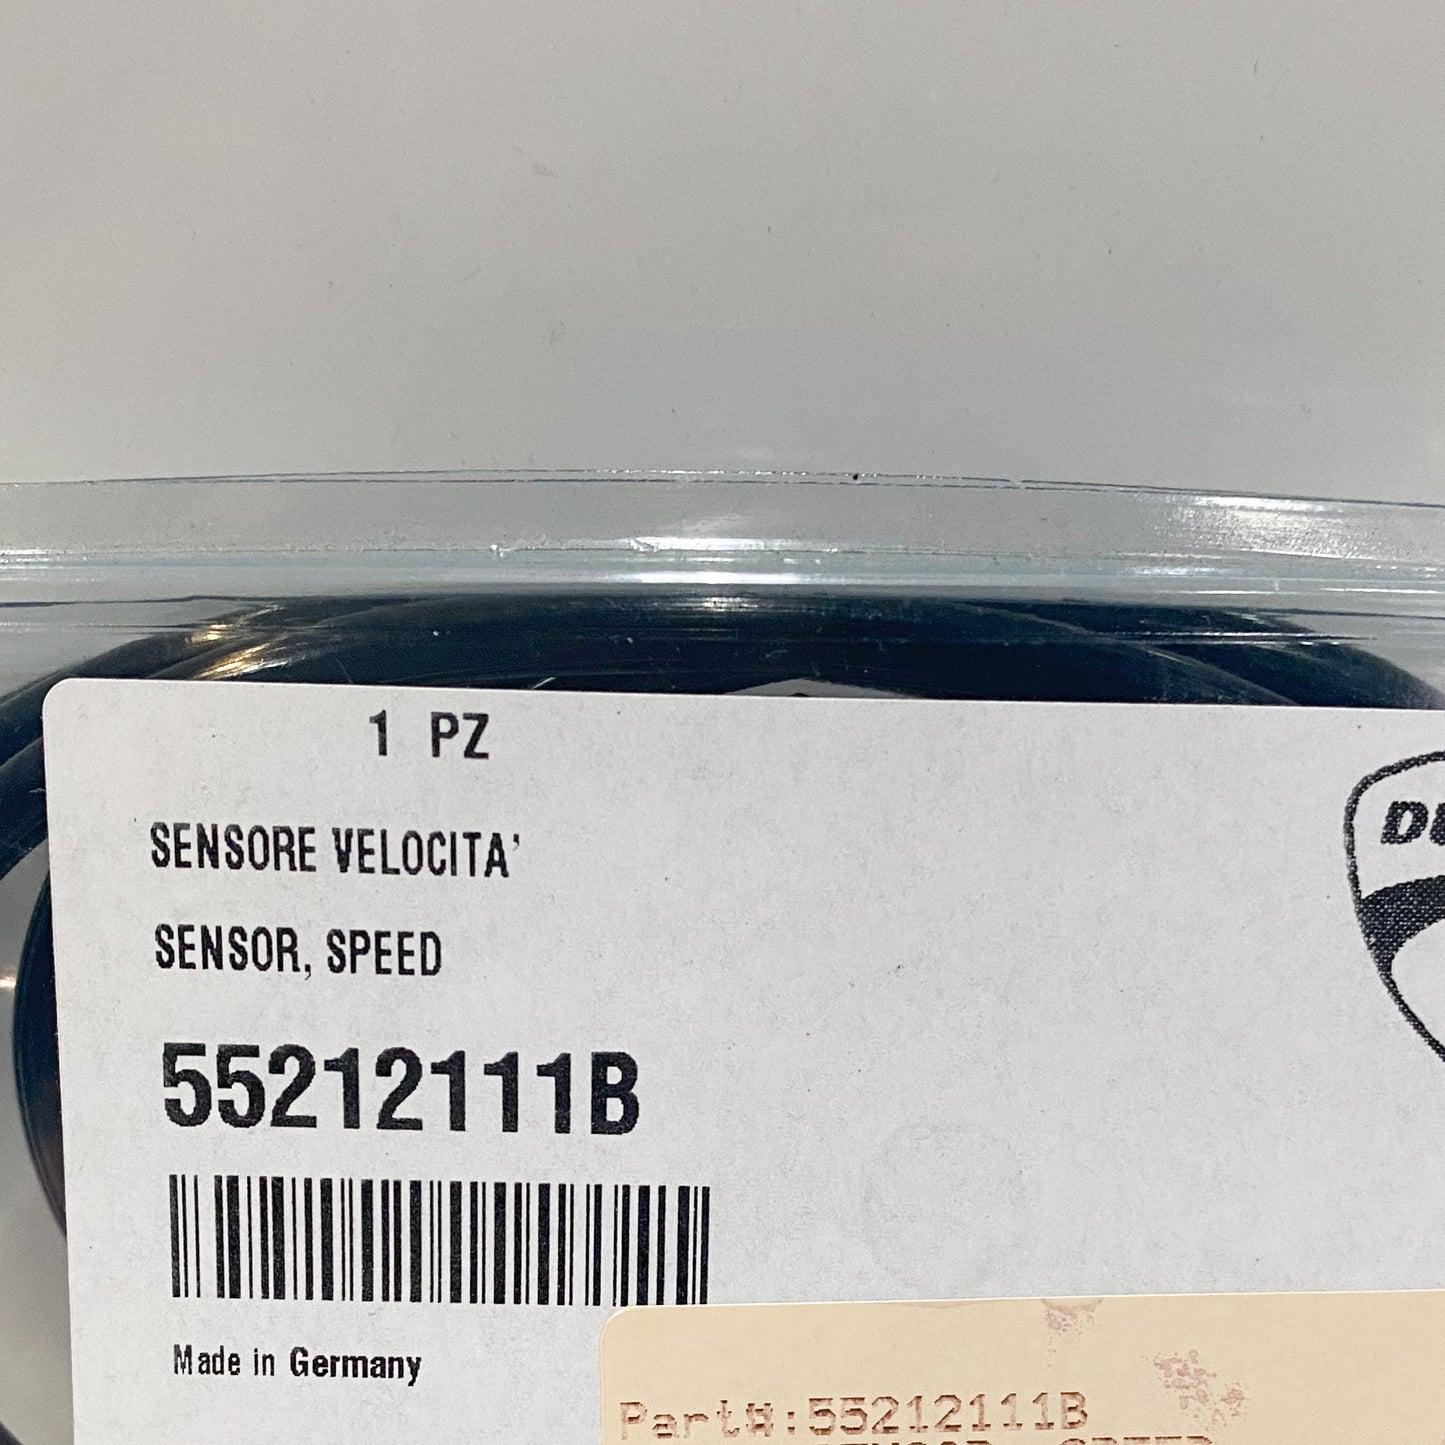 1 PZ
SENSORE VELOCITA'
SENSOR, SPEED
55212111B
Made in Germany
Part#:55212111B